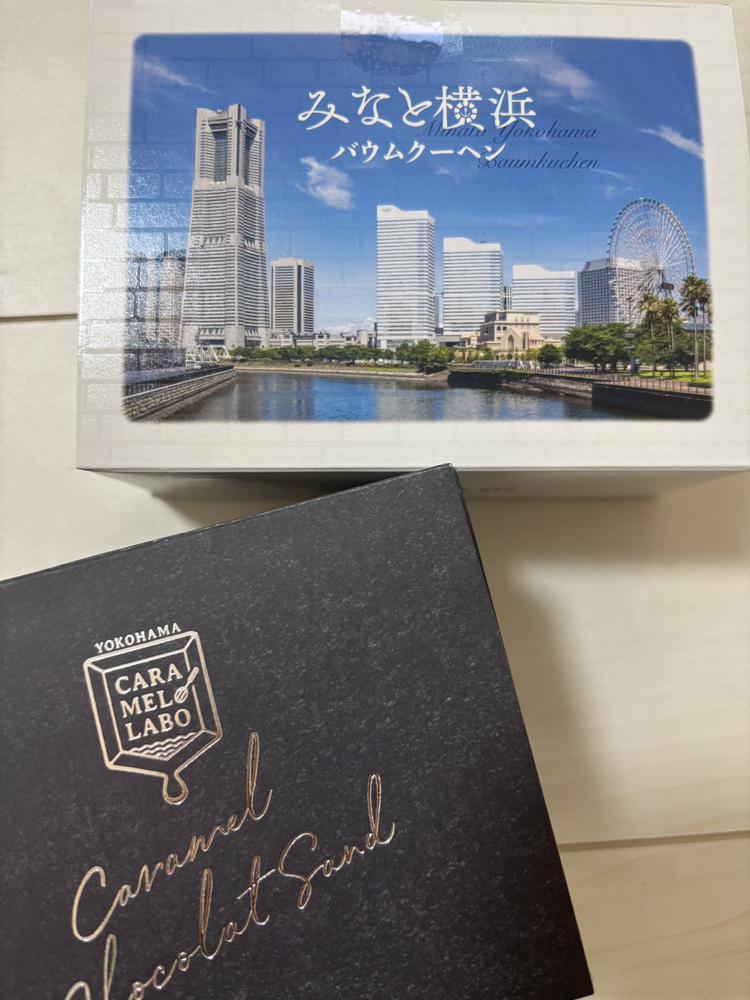 みなと横浜
Minato Yokohama
バウムクーヘン
Baumkuchen
YOKOHAMA
CARA
MEL
LABO
Caramel
Chocolat Sand